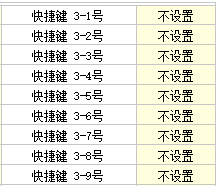 快捷键 3-1号 不设置
快捷键 3-2号 不设置
快捷键 3-3号 不设置
快捷键 3-4号 不设置
快捷键 3-5号 不设置
快捷键 3-6号 不设置
快捷键 3-7号 不设置
快捷键 3-8号 不设置
快捷键 3-9号 不设置